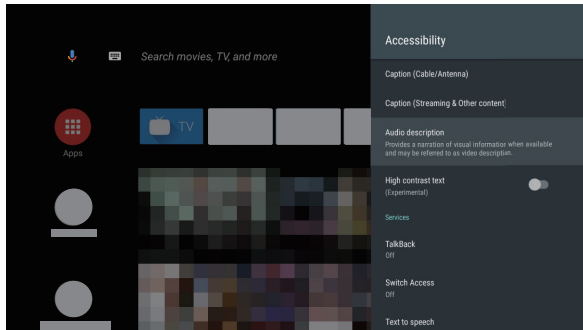 Accessibility
Search movies, TV, and more
Caption (Cable/Antenna)
Caption (Streaming & Other content)
TV
Audio description
Provides a narration of visual information when available
and may be referred to as video description.
Apps
High contrast text
(Experimental)
Services
TalkBack
Off
Switch Access
Off
Text to speech